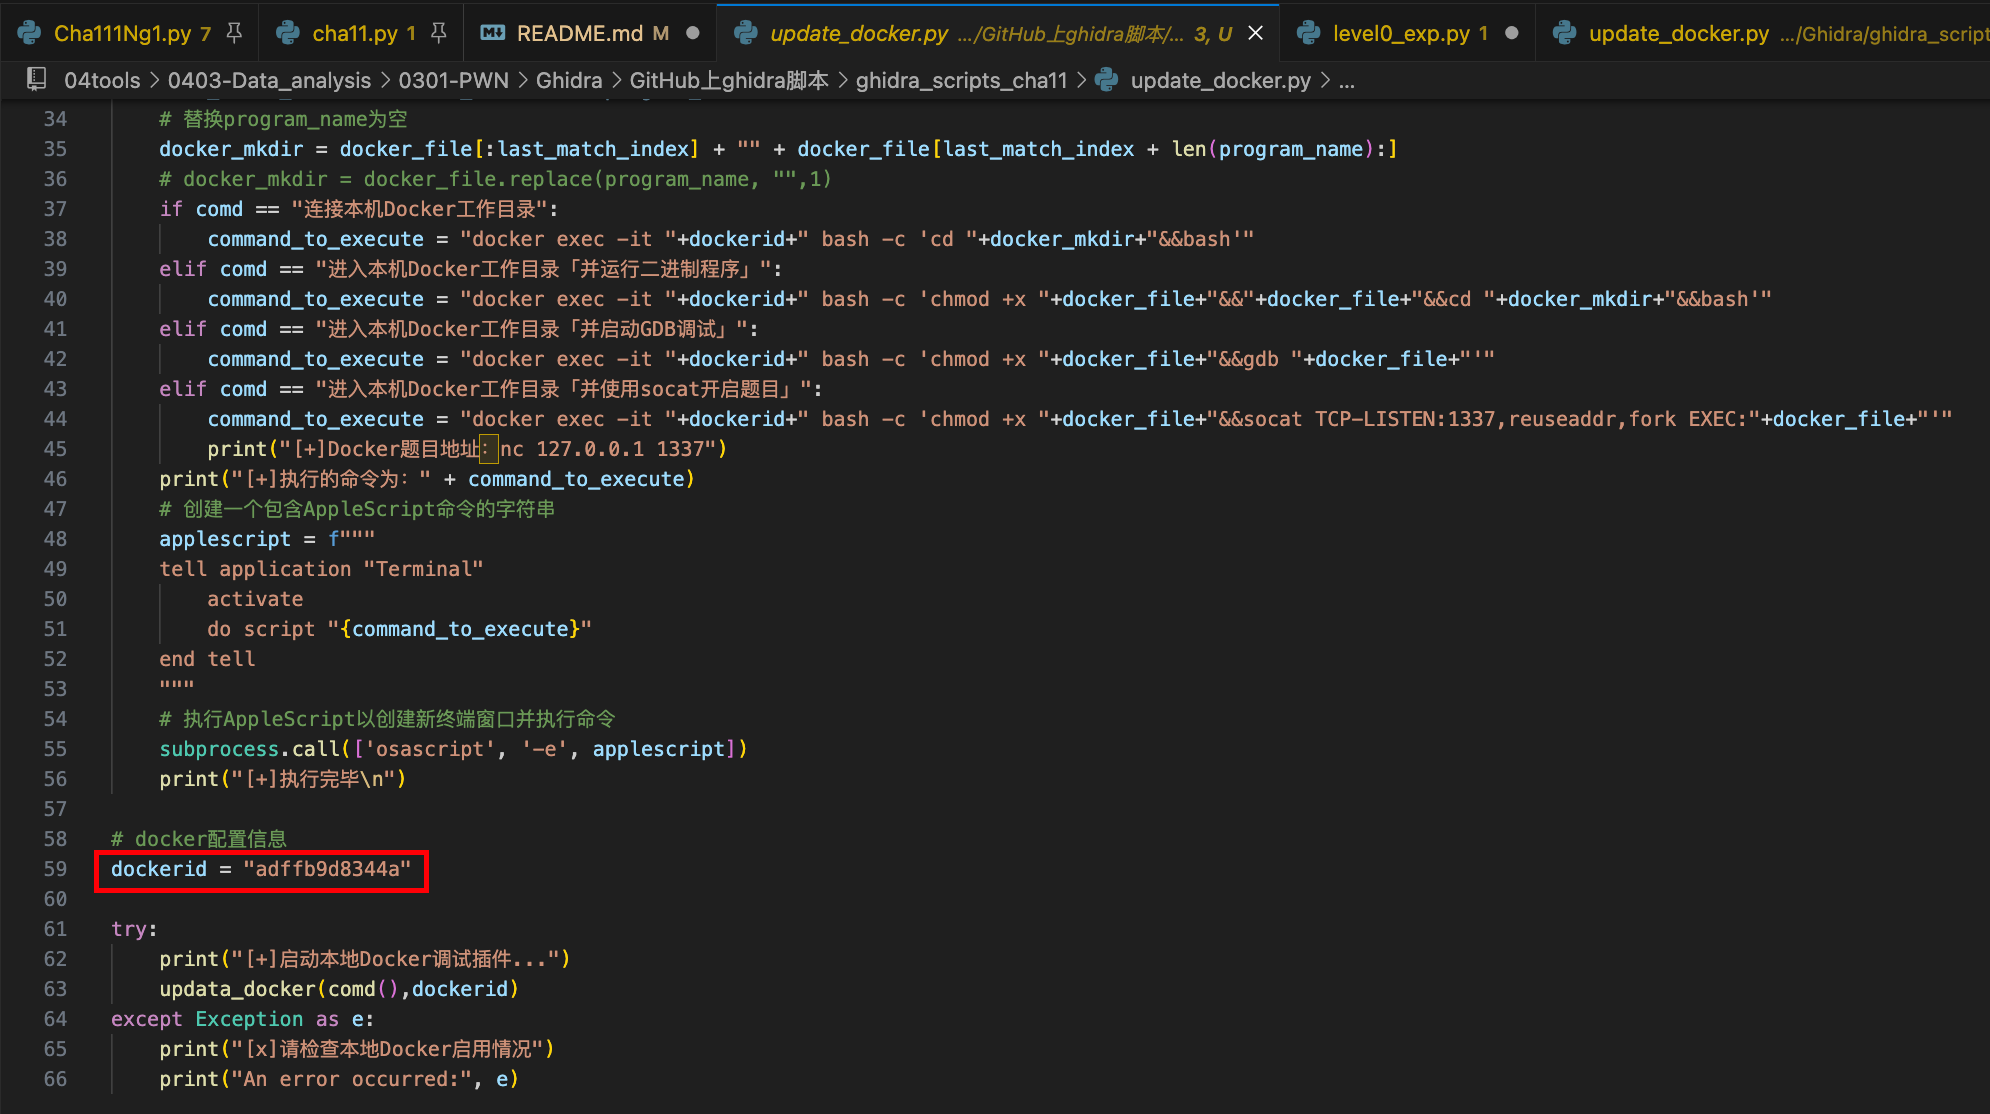 Cha111Ng1.py 7 cha11.py 1 README.md M update_docker.py .../GitHub上ghidra脚本/... 3, U level0_exp.py 1 update_docker.py .../Ghidra/ghidra_script
04tools > 0403-Data_analysis > 0301-PWN > Ghidra > GitHub上ghidra脚本 > ghidra_scripts_cha11 > update_docker.py > ...
34 # 替换program_name为空
35 docker_mkdir = docker_file[:last_match_index] + "" + docker_file[last_match_index + len(program_name):]
36 # docker_mkdir = docker_file.replace(program_name, "",1)
37 if comd == "连接本机Docker工作目录":
38 command_to_execute = "docker exec -it "+dockerid+" bash -c 'cd "+docker_mkdir+"&&bash'"
39 elif comd == "进入本机Docker工作目录「并运行二进制程序」":
40 command_to_execute = "docker exec -it "+dockerid+" bash -c 'chmod +x "+docker_file+"&&"+docker_file+"&&cd "+docker_mkdir+"&&bash'"
41 elif comd == "进入本机Docker工作目录「并启动GDB调试」":
42 command_to_execute = "docker exec -it "+dockerid+" bash -c 'chmod +x "+docker_file+"&&gdb "+docker_file+"'"
43 elif comd == "进入本机Docker工作目录「并使用socat开启题目」":
44 command_to_execute = "docker exec -it "+dockerid+" bash -c 'chmod +x "+docker_file+"&&socat TCP-LISTEN:1337,reuseaddr,fork EXEC:"+docker_file+"'"
45 print("[+]Docker题目地址：nc 127.0.0.1 1337")
46 print("[+]执行的命令为：" + command_to_execute)
47 # 创建一个包含AppleScript命令的字符串
48 applescript = f"""
49 tell application "Terminal"
50 activate
51 do script "{command_to_execute}"
52 end tell
53 """
54 # 执行AppleScript以创建新终端窗口并执行命令
55 subprocess.call(['osascript', '-e', applescript])
56 print("[+]执行完毕\n")
57
58 # docker配置信息
59 dockerid = "adffb9d8344a"
60
61 try:
62 print("[+]启动本地Docker调试插件...")
63 updata_docker(comd(),dockerid)
64 except Exception as e:
65 print("[x]请检查本地Docker启用情况")
66 print("An error occurred:", e)